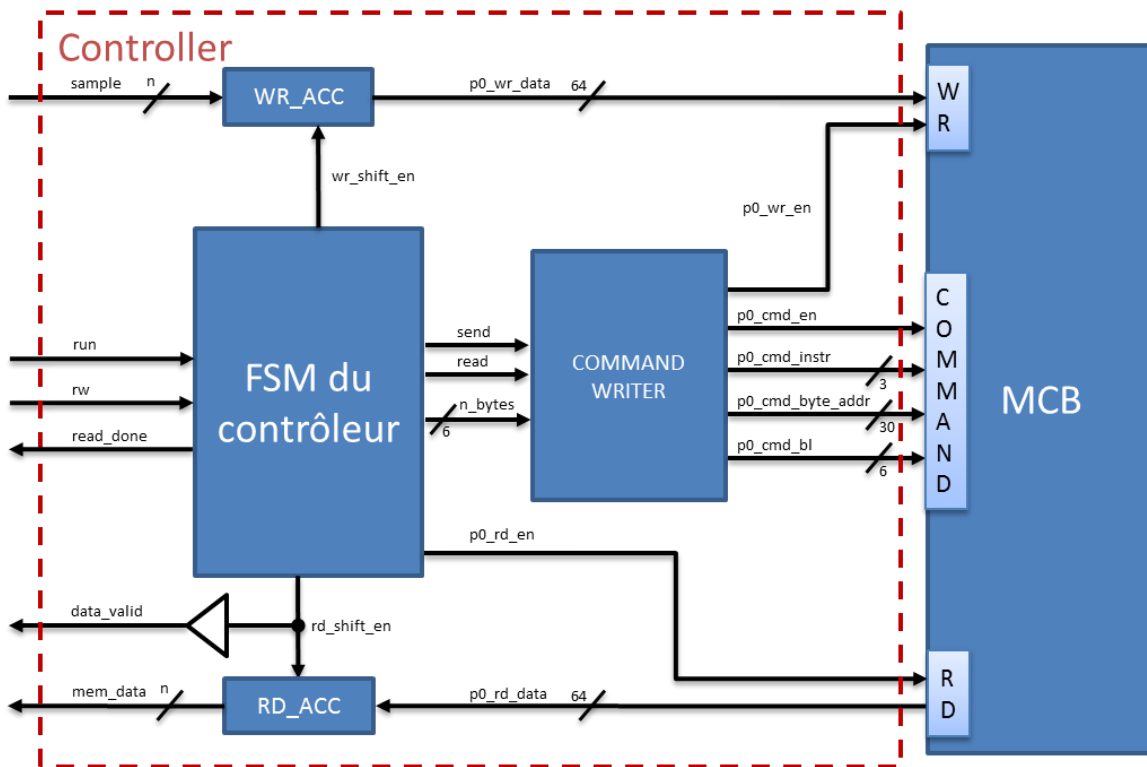 Controller
sample
n
WR_ACC
p0_wr_data
64
W
R
wr_shift_en
p0_wr_en
run
rw
read_done
FSM du
contrôleur
send
read
n_bytes
6
COMMAND
WRITER
p0_cmd_en
p0_cmd_instr
3
p0_cmd_byte_addr
30
p0_cmd_bl
6
C
O
M
M
A
N
D
MCB
p0_rd_en
data_valid
rd_shift_en
mem_data
n
RD_ACC
p0_rd_data
64
R
D